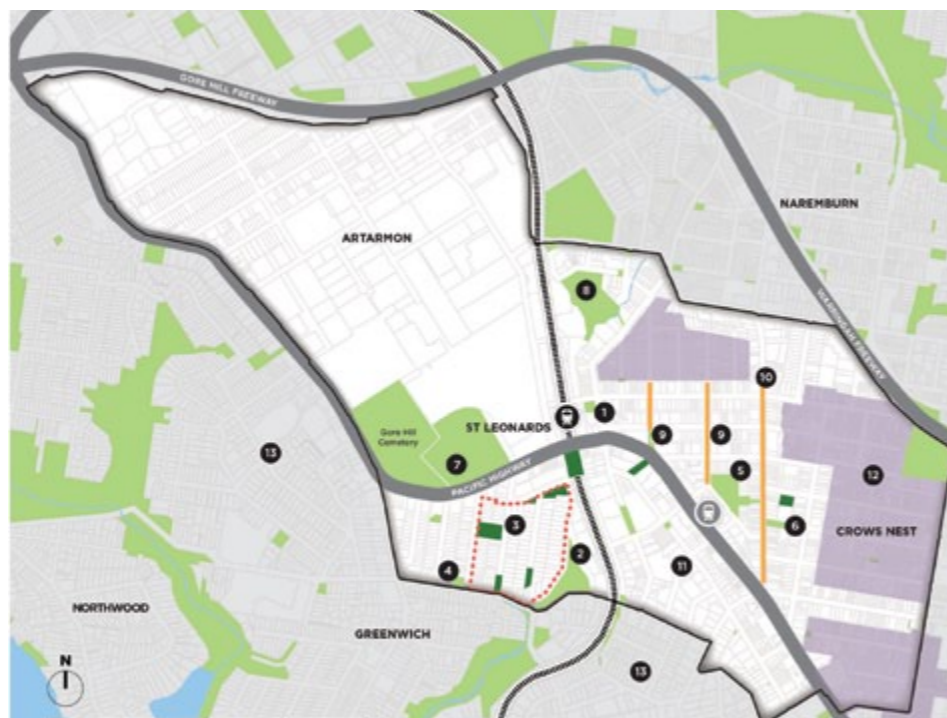 GORE HILL FREEWAY
NAREMBURN
ARTARMON
8
WARRINGAH FREEWAY
10
1
ST LEONARDS
Gore Hill
Cemetery
9
9
13
7
PACIFIC HIGHWAY
5
12
3
6
CROWS NEST
2
4
11
NORTHWOOD
GREENWICH
N
13